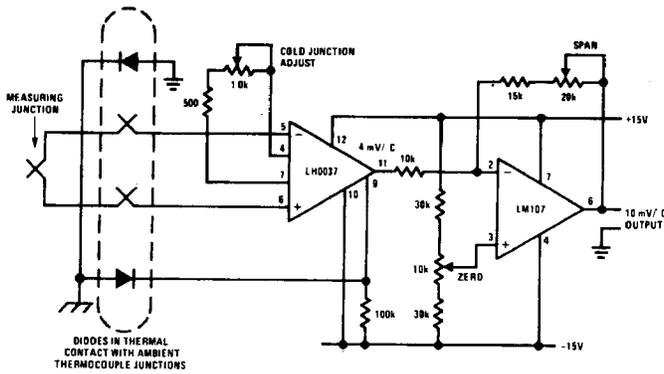 COLD JUNCTION
ADJUST
10k
SPAN
500
15k
20k
MEASURING
JUNCTION
+15V
5
12
4 mV/ C
4
11
10k
2
7
7
LH0037
9
LM107
6
10 mV/ C
OUTPUT
6
10
30k
3
4
10k
ZERO
100k
30k
-15V
DIODES IN THERMAL
CONTACT WITH AMBIENT
THERMOCOUPLE JUNCTIONS